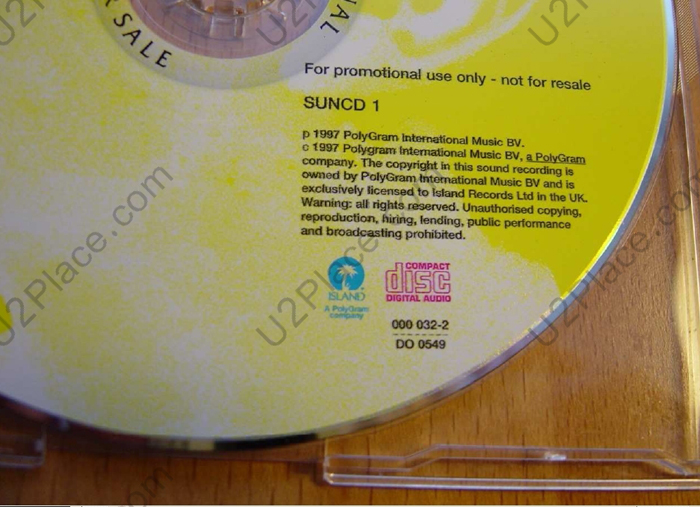 R SALE
IAL
For promotional use only - not for resale
SUNCD 1
p 1997 PolyGram International Music BV.
c 1997 Polygram International Music BV, a PolyGram
company. The copyright in this sound recording is
owned by PolyGram International Music BV and is
exclusively licensed to Island Records Ltd in the UK.
Warning: all rights reserved. Unauthorised copying,
reproduction, hiring, lending, public performance
and broadcasting prohibited.
ISLAND
A PolyGram
company
COMPACT
disc
DIGITAL AUDIO
000 032-2
DO 0549
U2Place.com
U2Place.com
U2Place